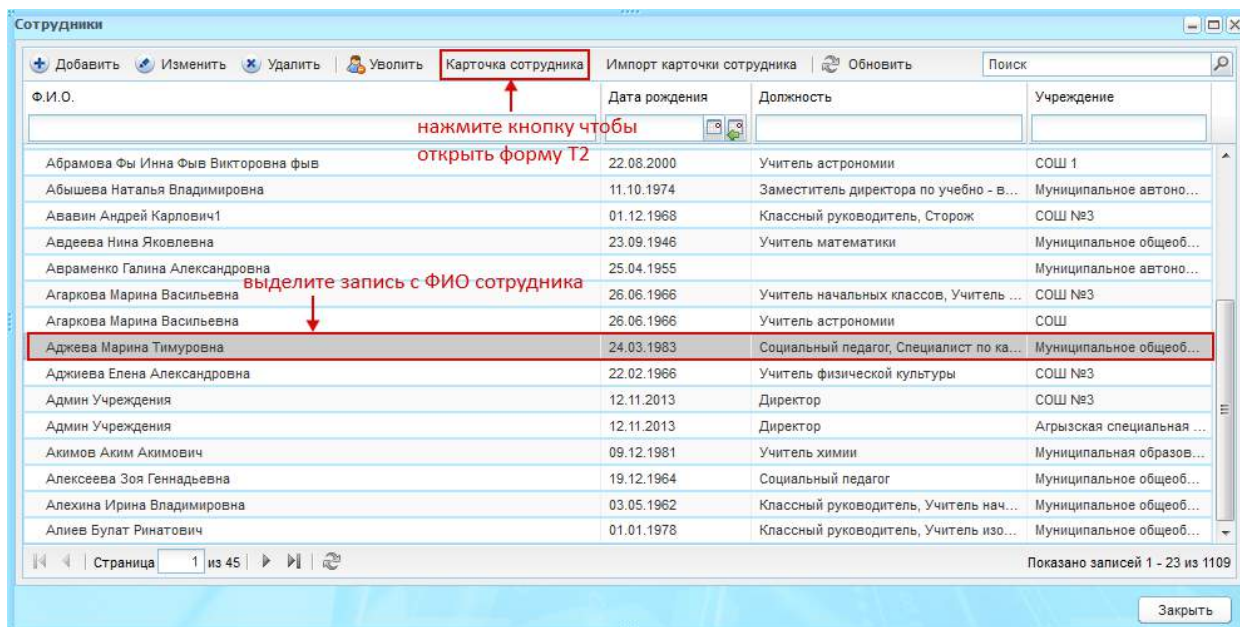 Сотрудники
Добавить Изменить Удалить Уволить Карточка сотрудника Импорт карточки сотрудника Обновить Поиск
Ф.И.О. Дата рождения Должность Учреждение
нажмите кнопку чтобы
открыть форму Т2
Абрамова Фы Инна Фыв Викторовна фыв 22.08.2000 Учитель астрономии СОШ 1
Абышева Наталья Владимировна 11.10.1974 Заместитель директора по учебно - в... Муниципальное автоно...
Ававин Андрей Карлович1 01.12.1968 Классный руководитель, Сторож СОШ №3
Авдеева Нина Яковлевна 23.09.1946 Учитель математики Муниципальное общеоб...
Авраменко Галина Александровна 25.04.1955 Муниципальное автоно...
выделите запись с ФИО сотрудника
Агаркова Марина Васильевна 26.06.1966 Учитель начальных классов, Учитель ... СОШ №3
Агаркова Марина Васильевна 26.06.1966 Учитель астрономии СОШ
Аджева Марина Тимуровна 24.03.1983 Социальный педагог, Специалист по ка... Муниципальное общеоб...
Аджиева Елена Александровна 22.02.1966 Учитель физической культуры СОШ №3
Админ Учреждения 12.11.2013 Директор СОШ №3
Админ Учреждения 12.11.2013 Директор Агрызская специальная ...
Акимов Аким Акимович 09.12.1981 Учитель химии Муниципальная образов...
Алексеева Зоя Геннадьевна 19.12.1964 Социальный педагог Муниципальное общеоб...
Алехина Ирина Владимировна 03.05.1962 Классный руководитель, Учитель нач... Муниципальное общеоб...
Алиев Булат Ринатович 01.01.1978 Классный руководитель, Учитель изо... Муниципальное общеоб...
Страница 1 из 45 Показано записей 1 - 23 из 1109
Закрыть